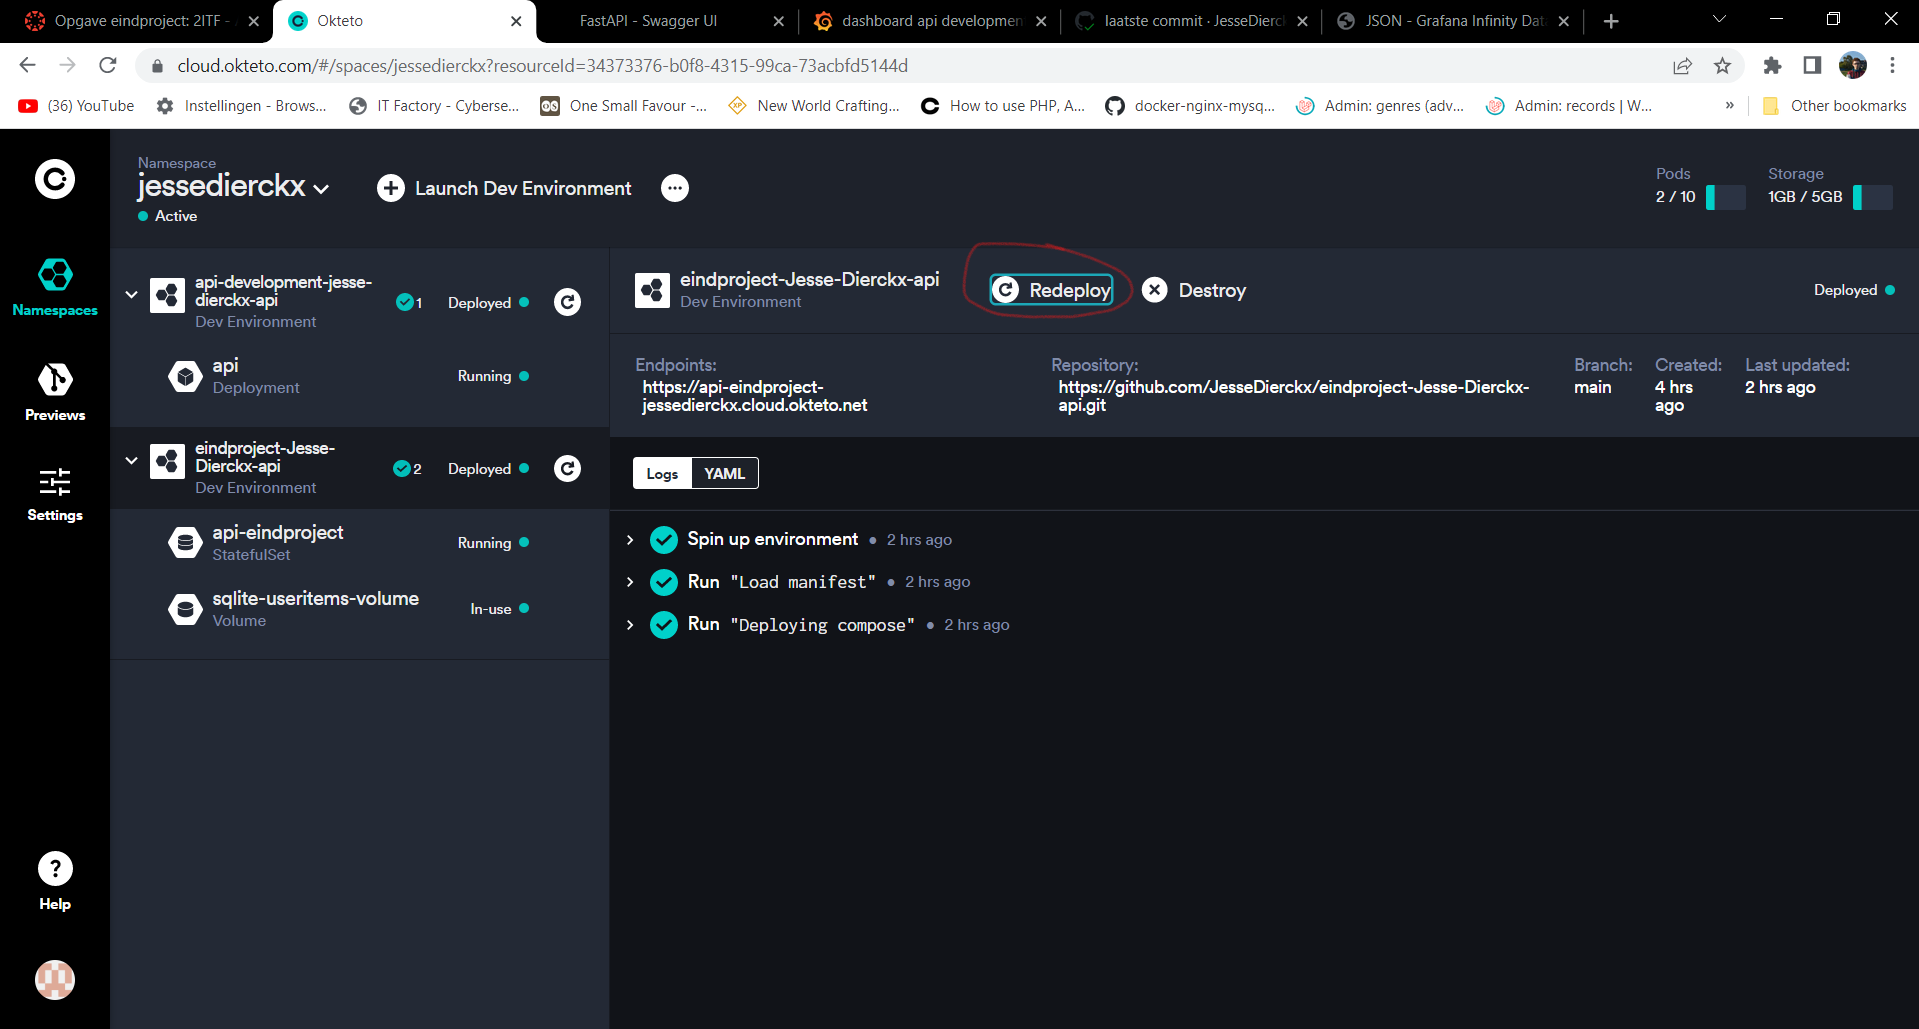 Opgave eindproject: 2ITF -
Okteto
FastAPI - Swagger UI
dashboard api developmen
laatste commit · JesseDierck
JSON - Grafana Infinity Dat
cloud.okteto.com/#/spaces/jessedierckx?resourceId=34373376-b0f8-4315-99ca-73acbfd5144d
(36) YouTube
Instellingen - Brows...
IT Factory - Cyberse...
One Small Favour -...
New World Crafting...
How to use PHP, A...
docker-nginx-mysq...
Admin: genres (adv...
Admin: records | W...
»
Other bookmarks
Namespace
jessedierckx
Active
Launch Dev Environment
Pods
2 / 10
Storage
1GB / 5GB
Namespaces
Previews
Settings
Help
api-development-jesse-
dierckx-api
Dev Environment
1
Deployed
api
Deployment
Running
eindproject-Jesse-
Dierckx-api
Dev Environment
2
Deployed
api-eindproject
StatefulSet
Running
sqlite-useritems-volume
Volume
In-use
eindproject-Jesse-Dierckx-api
Dev Environment
Redeploy
Destroy
Deployed
Endpoints:
https://api-eindproject-
jessedierckx.cloud.okteto.net
Repository:
https://github.com/JesseDierckx/eindproject-Jesse-Dierckx-
api.git
Branch:
main
Created:
4 hrs
ago
Last updated:
2 hrs ago
Logs
YAML
Spin up environment • 2 hrs ago
Run "Load manifest" • 2 hrs ago
Run "Deploying compose" • 2 hrs ago